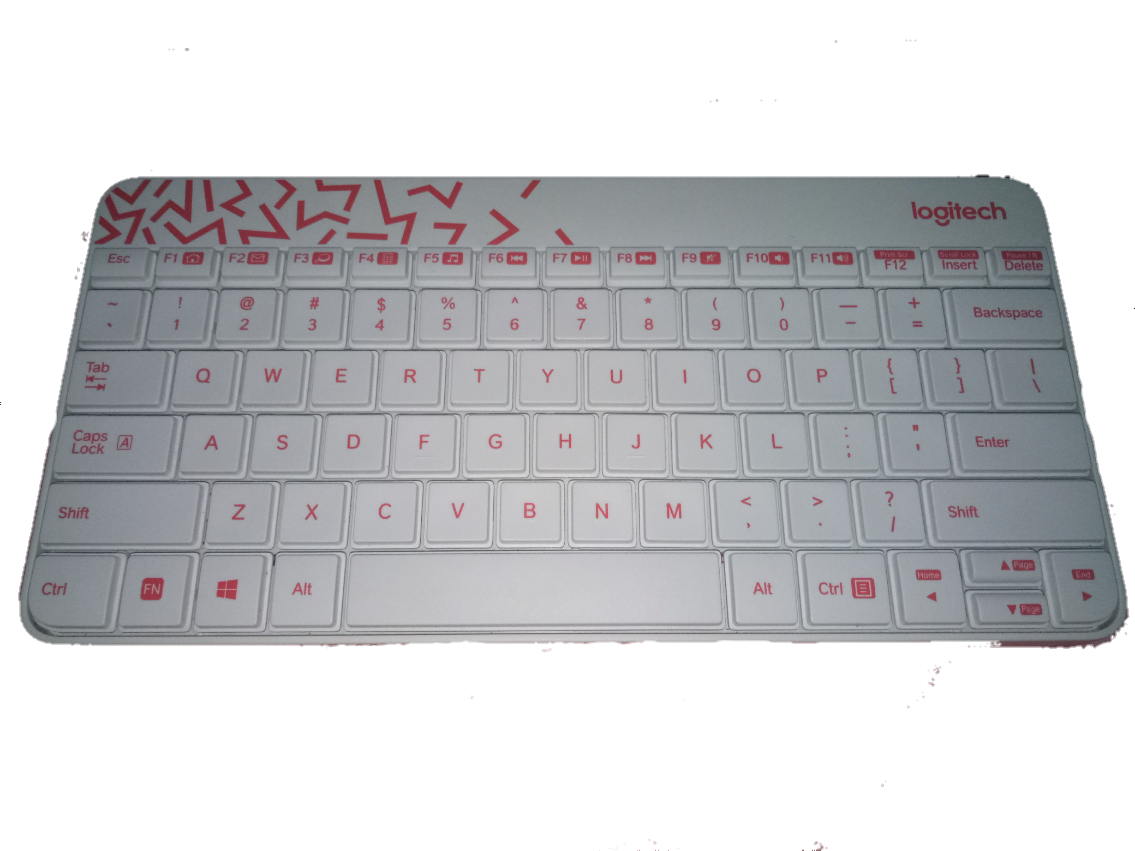 logitech
Esc F1 F2 F3 F4 F5 F6 F7 F8 F9 F10 F11 Prnt Scr F12 Scroll Lock Insert Delete
~ ! @ # $ % ^ & * ( ) — +
` 1 2 3 4 5 6 7 8 9 0 - = Backspace
Tab Q W E R T Y U I O P { [ } ] | \
Caps Lock A A S D F G H J K L : ; " ' Enter
Shift Z X C V B N M < , > . ? / Shift
Ctrl FN Alt Alt Ctrl Home ◄ ▲ Page ▼ Page End ►